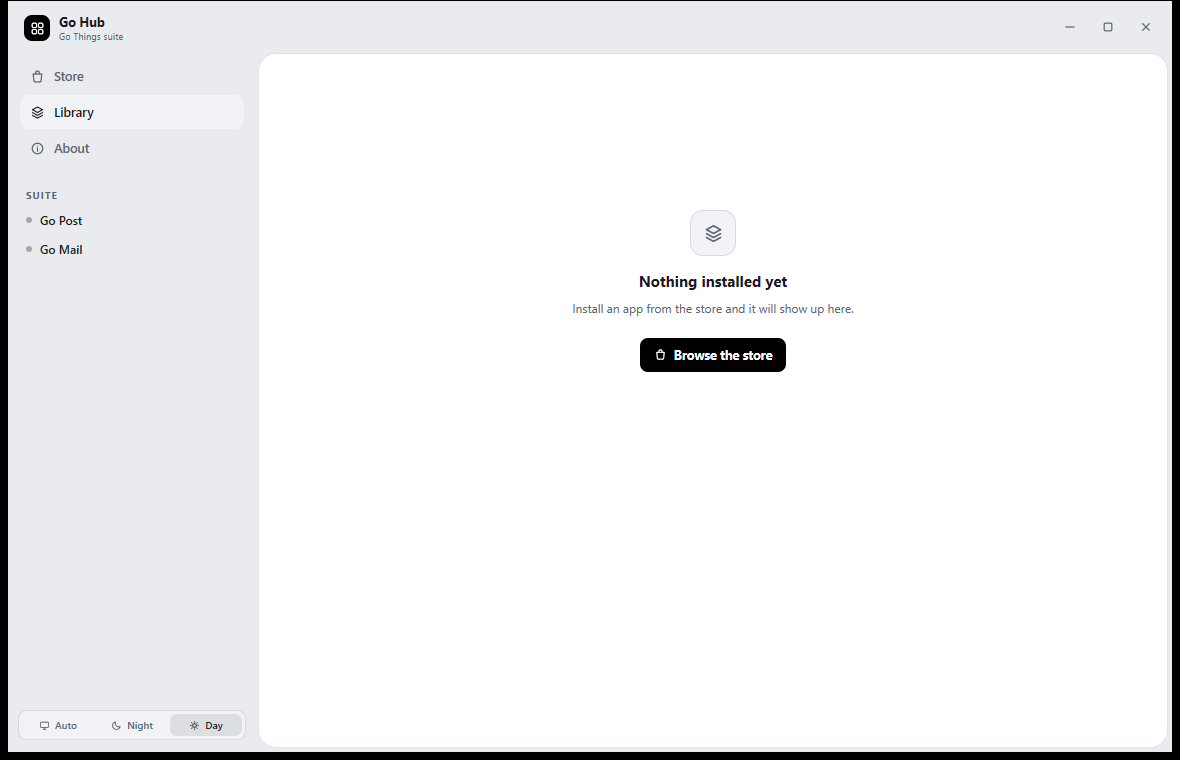 Go Hub
Go Things suite
Store
Library
About
SUITE
Go Post
Go Mail
Nothing installed yet
Install an app from the store and it will show up here.
Browse the store
Auto
Night
Day